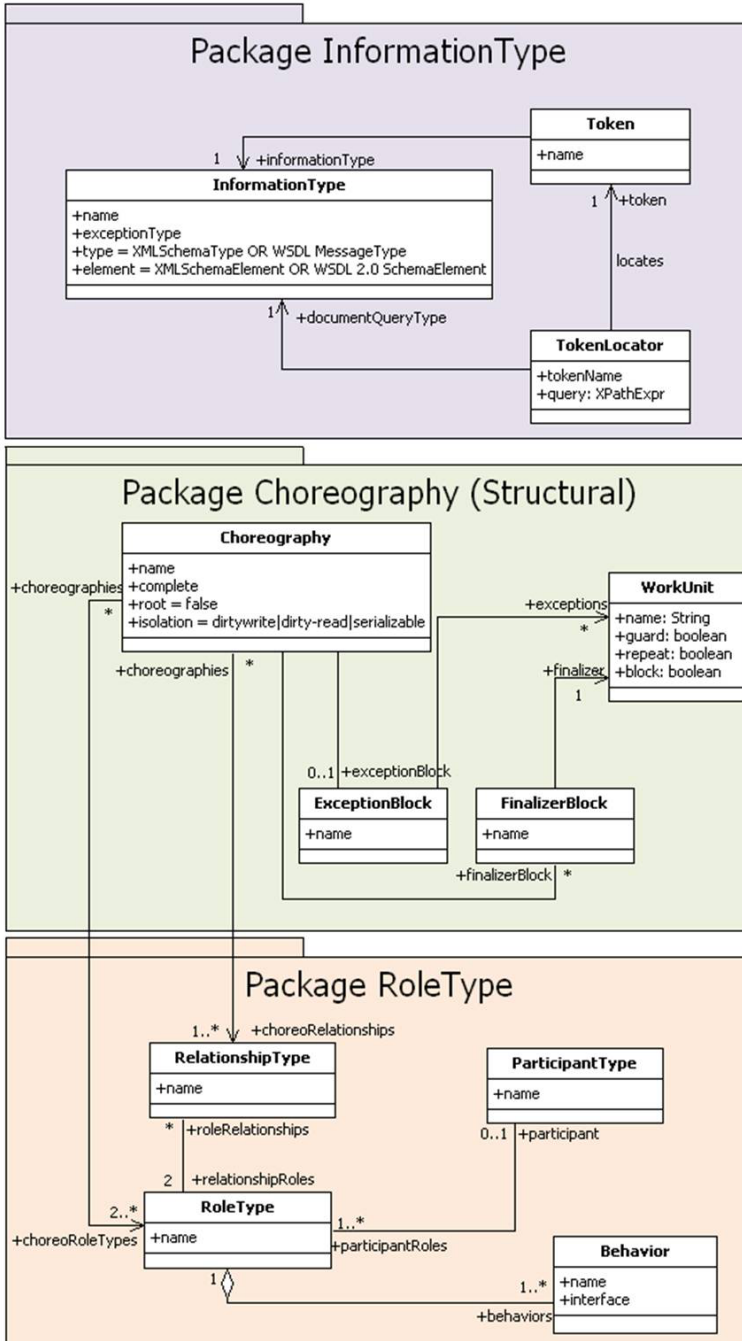 Package InformationType
Token
+name
1 +informationType
InformationType
+name
+exceptionType
+type = XMLSchemaType OR WSDL MessageType
+element = XMLSchemaElement OR WSDL 2.0 SchemaElement
1 +token
locates
1 +documentQueryType
TokenLocator
+tokenName
+query: XPathExpr
Package Choreography (Structural)
Choreography
+name
+complete
+root = false
+isolation = dirtywrite|dirty-read|serializable
+choreographies
*
+choreographies *
WorkUnit
+name: String
+guard: boolean
+repeat: boolean
+block: boolean
+exceptions
*
+finalizer
1
0..1 +exceptionBlock
ExceptionBlock
+name
FinalizerBlock
+name
+finalizerBlock *
Package RoleType
1..* +choreoRelationships
RelationshipType
+name
ParticipantType
+name
* +roleRelationships
0..1 +participant
2 +relationshipRoles
2..*
+choreoRoleTypes
RoleType
+name
1..*
+participantRoles
1
Behavior
+name
+interface
1..*
+behaviors